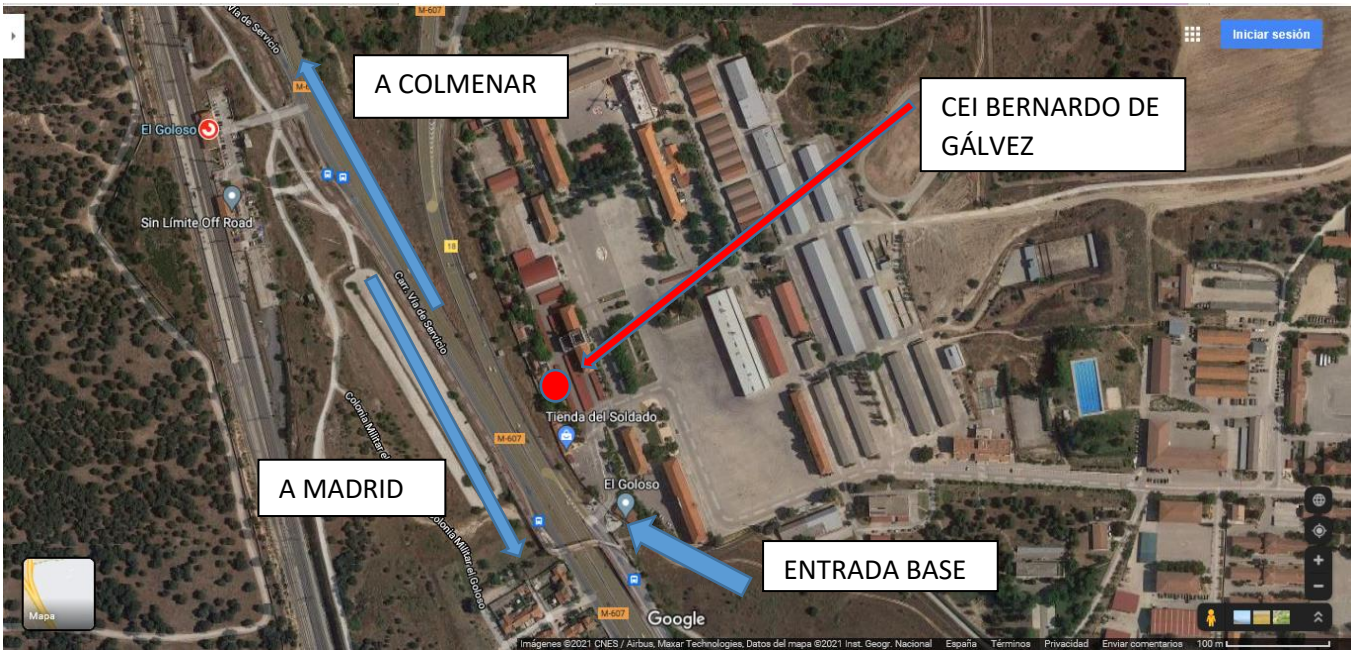 Vía de Servicio
M-607
Iniciar sesión
A COLMENAR
CEI BERNARDO DE
GÁLVEZ
El Goloso
Sin Límite Off Road
18
Carr. Vía de Servicio
Tienda del Soldado
M-607
Colonia Militar el Goloso
A MADRID
El Goloso
ENTRADA BASE
Mapa
M-607
Google
Imágenes ©2021 CNES / Airbus, Maxar Technologies, Datos del mapa ©2021 Inst. Geogr. Nacional España Términos Privacidad Enviar comentarios 100 m